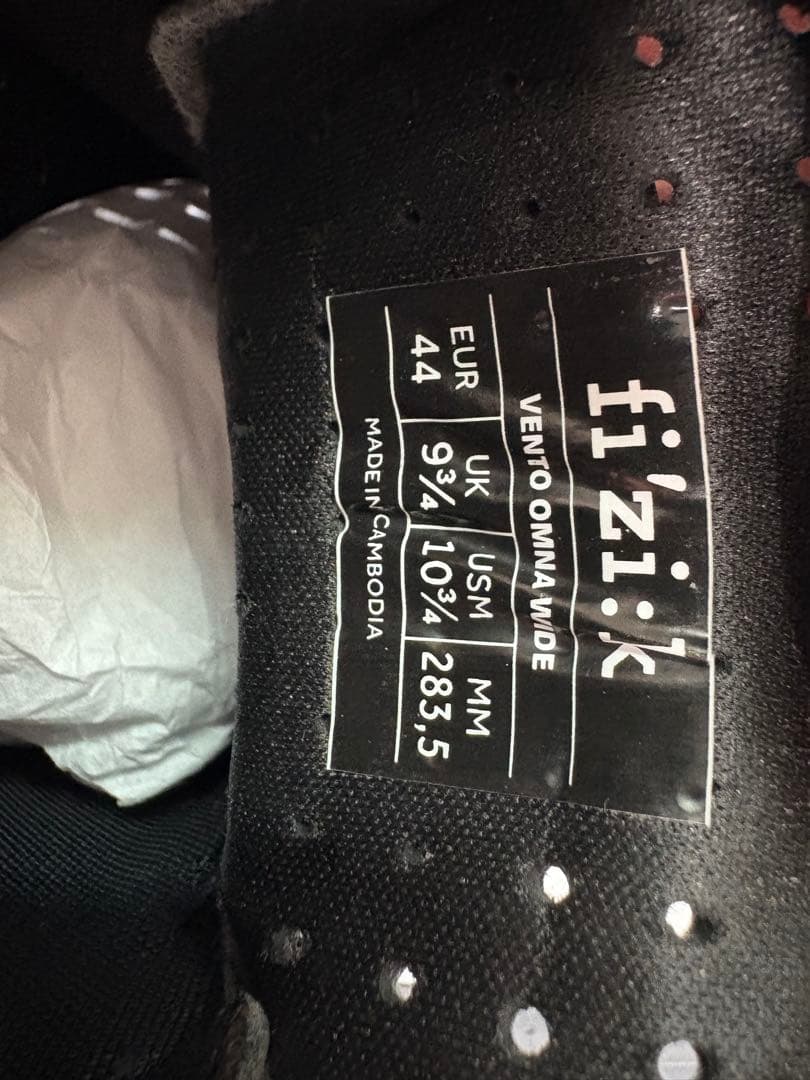 fi'zi:k
VENTO OMNA WIDE
EUR UK USM MM
44 9¾ 10¾ 283,5
MADE IN CAMBODIA